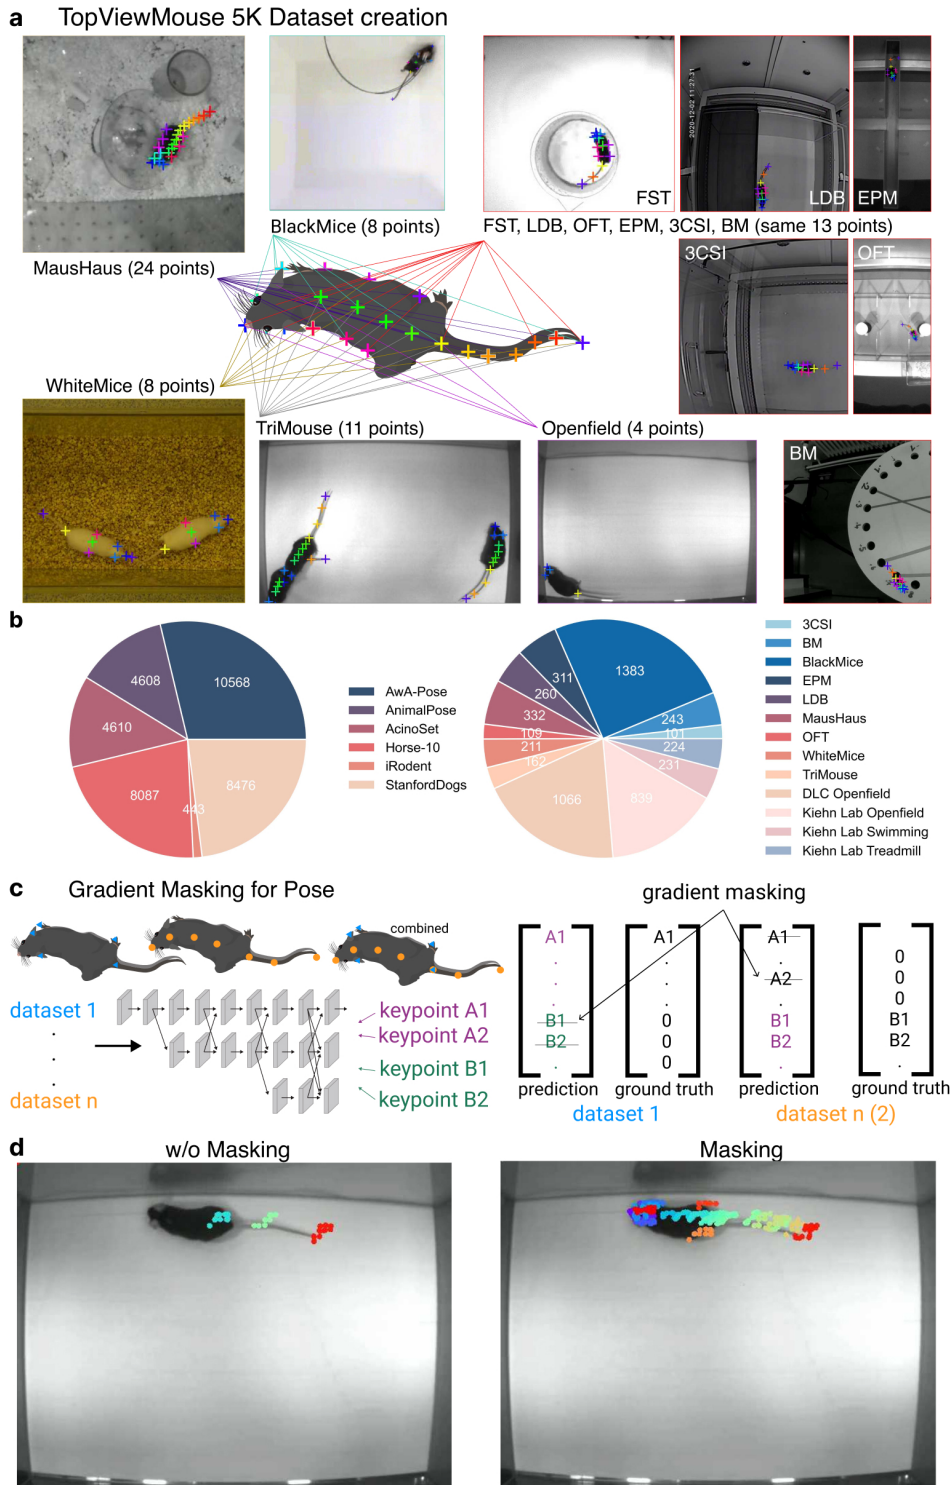 a TopViewMouse 5K Dataset creation
FST
2020-12-02 11:27:31
LDB
EPM
BlackMice (8 points)
FST, LDB, OFT, EPM, 3CSI, BM (same 13 points)
MausHaus (24 points)
3CSI
OFT
WhiteMice (8 points)
TriMouse (11 points)
Openfield (4 points)
BM
b
10568
4608
4610
8087
443
8476
AwA-Pose
AnimalPose
AcinoSet
Horse-10
iRodent
StanfordDogs
1383
311
260
332
109
211
162
1066
839
231
224
101
243
3CSI
BM
BlackMice
EPM
LDB
MausHaus
OFT
WhiteMice
TriMouse
DLC Openfield
Kiehn Lab Openfield
Kiehn Lab Swimming
Kiehn Lab Treadmill
c Gradient Masking for Pose
combined
dataset 1
.
.
.
dataset n
keypoint A1
keypoint A2
keypoint B1
keypoint B2
gradient masking
A1
.
.
.
B1
B2
.
prediction
A1
.
.
.
0
0
0
ground truth
dataset 1
A1
.
A2
.
B1
B2
.
prediction
0
0
0
B1
B2
.
ground truth
dataset n (2)
d
w/o Masking
Masking